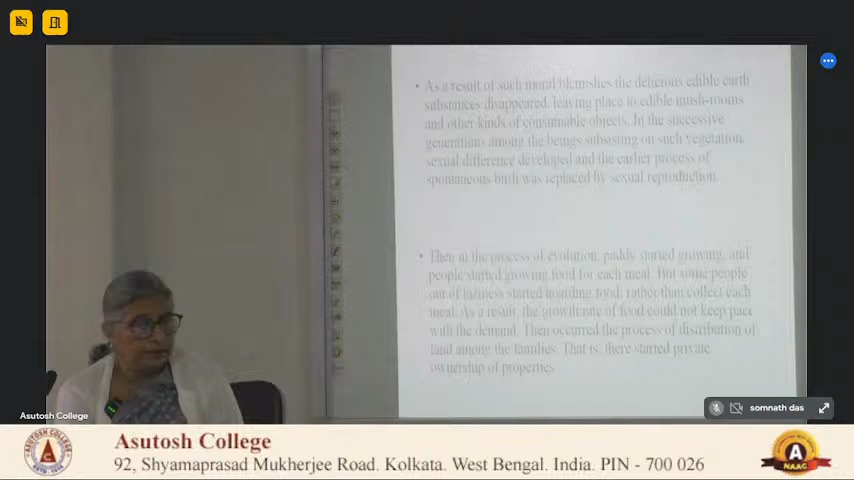 • As a result of such moral blemishes the delicious edible earth
substances disappeared, leaving place to edible mush-rooms
and other kinds of consumable objects. In the successive
generations among the beings subsisting on such vegetation,
sexual difference developed and the earlier process of
spontaneous birth was replaced by sexual reproduction.
• Then in the process of evolution, paddy started growing, and
people started growing food for each meal. But some people
out of laziness started hoarding food, rather than collect each
meal. As a result, the growth rate of food could not keep pace
with the demand. Then occurred the process of distribution of
land among the families. That is, there started private
ownership of properties
Asutosh College
somnath das
Asutosh College
92, Shyamaprasad Mukherjee Road, Kolkata, West Bengal, India, PIN - 700 026
ASUTOSH COLLEGE
A
NAAC